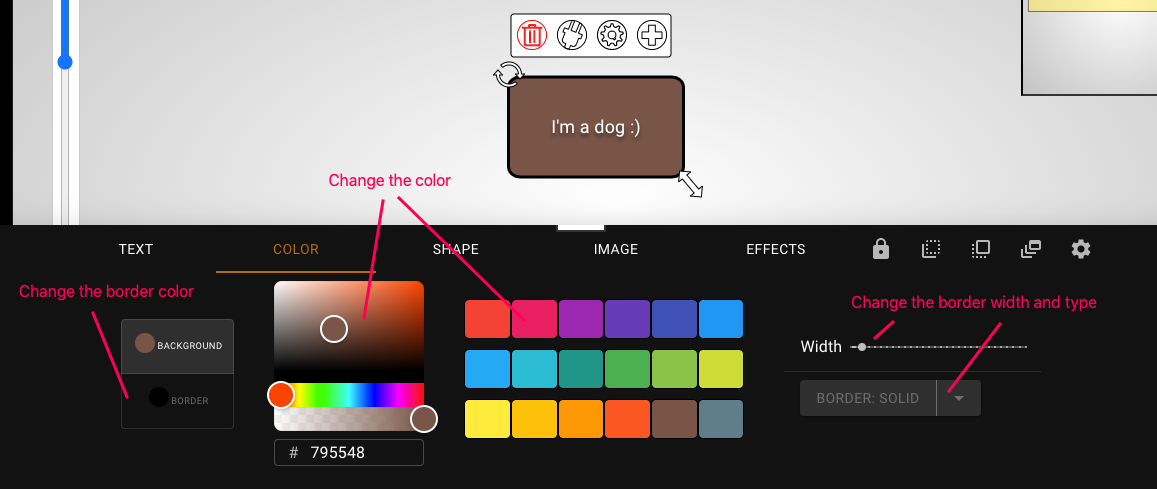 I'm a dog :)
Change the color
TEXT
COLOR
SHAPE
IMAGE
EFFECTS
Change the border color
Change the border width and type
BACKGROUND
Width
BORDER
BORDER: SOLID
# 795548